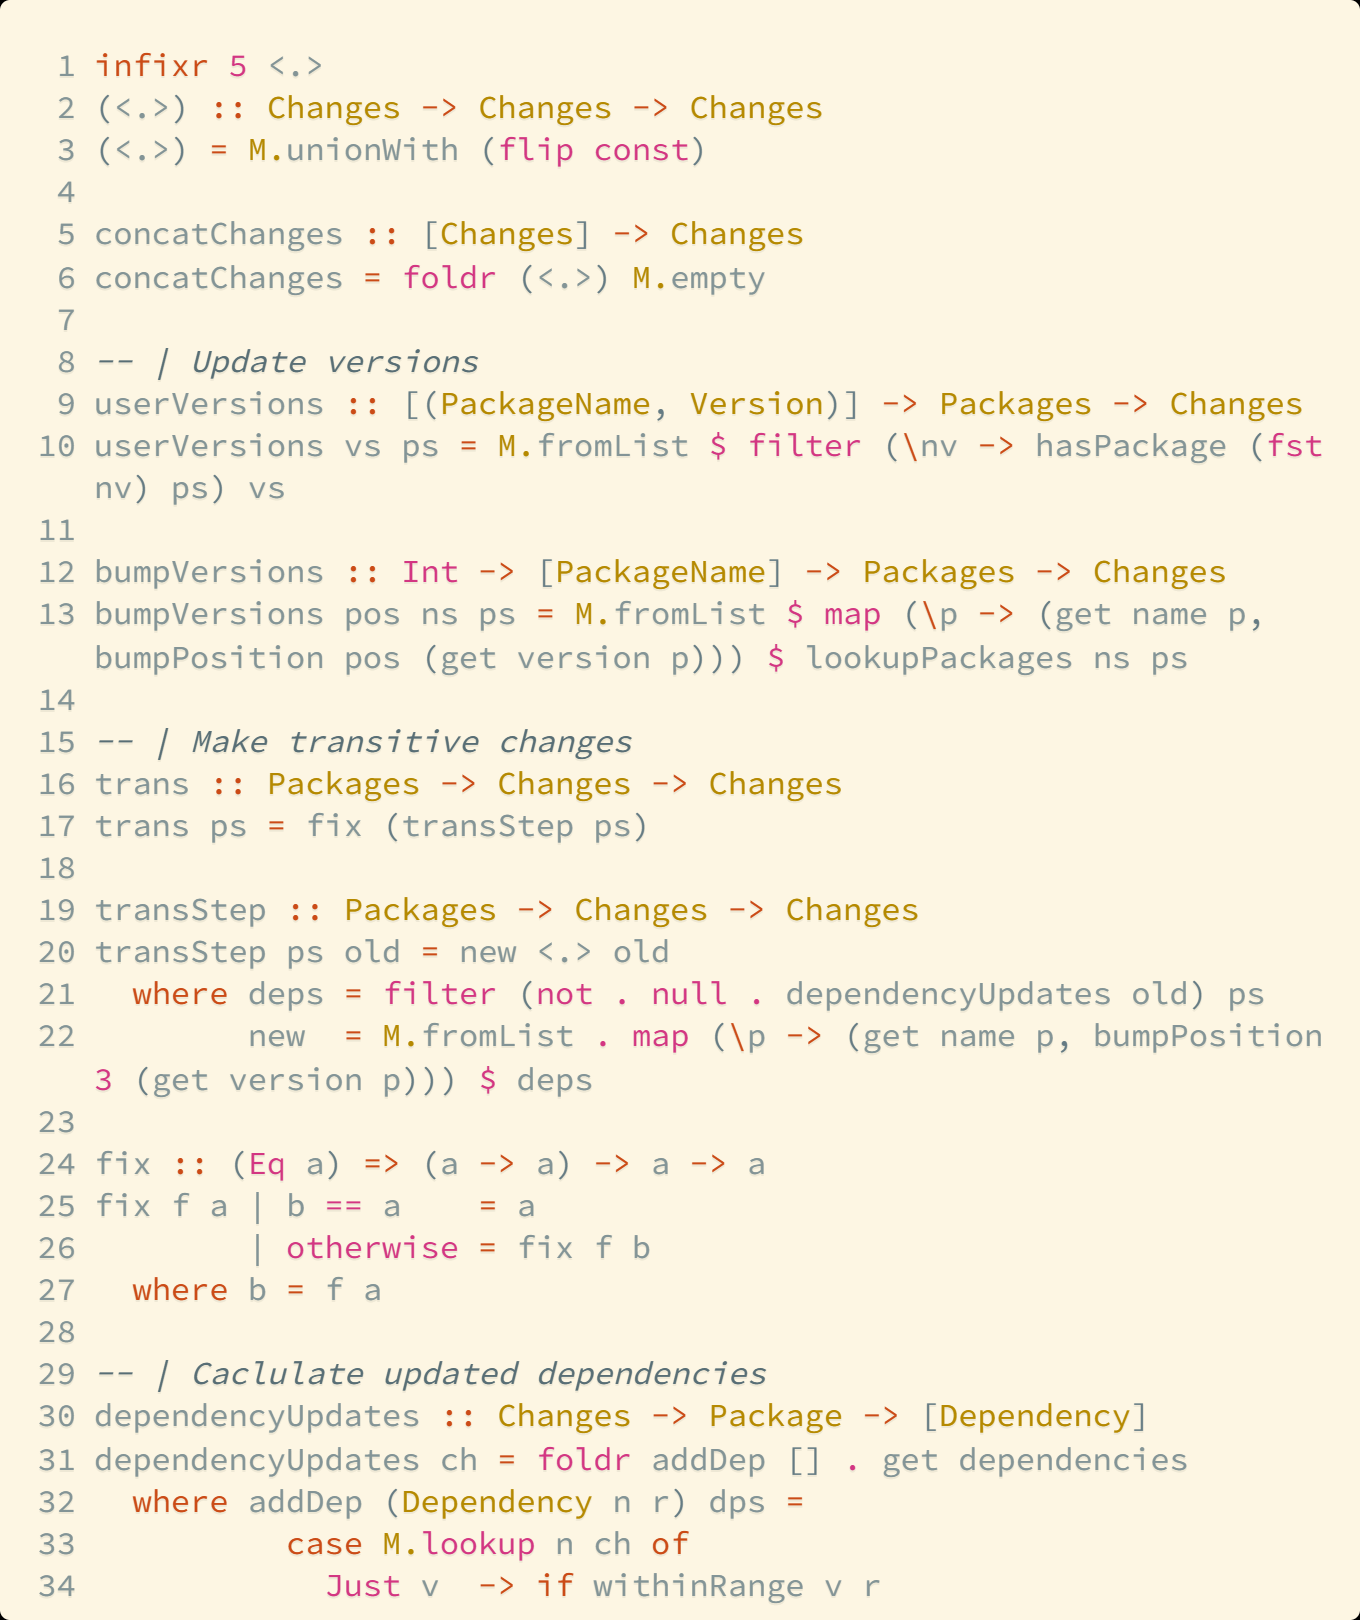 1 infixr 5 <.>
2 (<.>) :: Changes -> Changes -> Changes
3 (<.>) = M.unionWith (flip const)
4
5 concatChanges :: [Changes] -> Changes
6 concatChanges = foldr (<.>) M.empty
7
8 -- | Update versions
9 userVersions :: [(PackageName, Version)] -> Packages -> Changes
10 userVersions vs ps = M.fromList $ filter (\nv -> hasPackage (fst
nv) ps) vs
11
12 bumpVersions :: Int -> [PackageName] -> Packages -> Changes
13 bumpVersions pos ns ps = M.fromList $ map (\p -> (get name p,
bumpPosition pos (get version p))) $ lookupPackages ns ps
14
15 -- | Make transitive changes
16 trans :: Packages -> Changes -> Changes
17 trans ps = fix (transStep ps)
18
19 transStep :: Packages -> Changes -> Changes
20 transStep ps old = new <.> old
21   where deps = filter (not . null . dependencyUpdates old) ps
22         new  = M.fromList . map (\p -> (get name p, bumpPosition
3 (get version p))) $ deps
23
24 fix :: (Eq a) => (a -> a) -> a -> a
25 fix f a | b == a    = a
26         | otherwise = fix f b
27   where b = f a
28
29 -- | Caclulate updated dependencies
30 dependencyUpdates :: Changes -> Package -> [Dependency]
31 dependencyUpdates ch = foldr addDep [] . get dependencies
32   where addDep (Dependency n r) dps =
33           case M.lookup n ch of
34             Just v  -> if withinRange v r